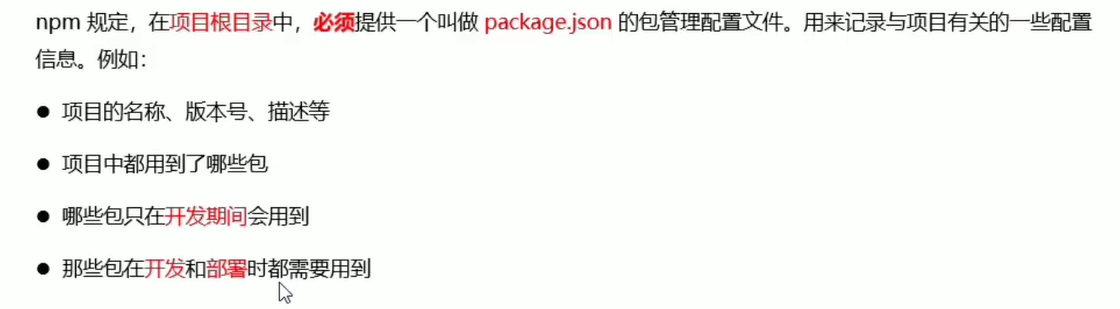 npm 规定，在项目根目录中，必须提供一个叫做 package.json 的包管理配置文件。用来记录与项目有关的一些配置
信息。例如：
● 项目的名称、版本号、描述等
● 项目中都用到了哪些包
● 哪些包只在开发期间会用到
● 那些包在开发和部署时都需要用到